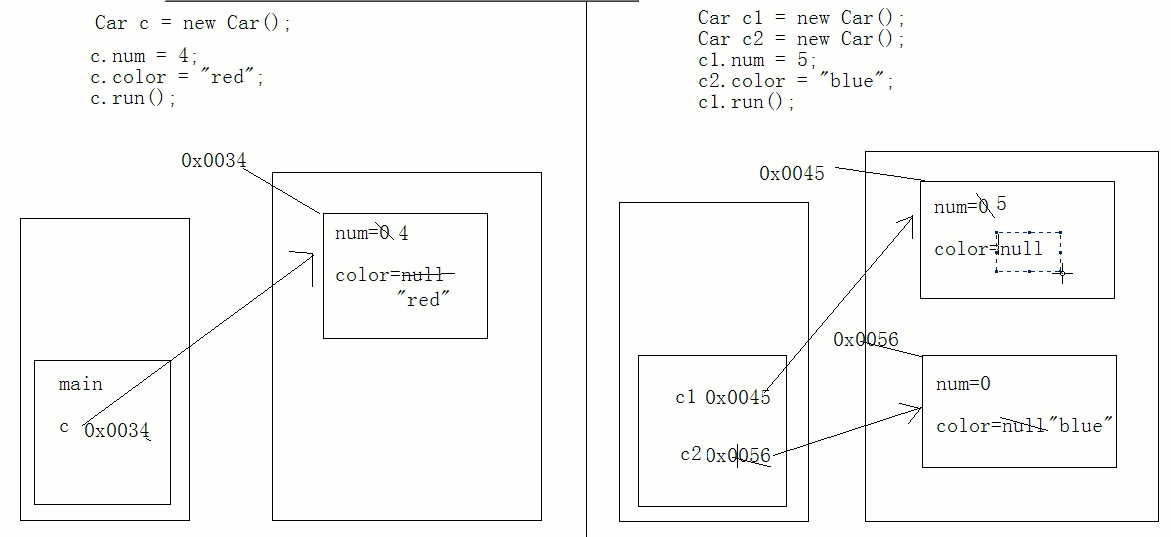 Car c = new Car();
c.num = 4;
c.color = "red";
c.run();
0x0034
num=0 4
color=null
"red"
main
c 0x0034
Car c1 = new Car();
Car c2 = new Car();
c1.num = 5;
c2.color = "blue";
c1.run();
0x0045
num=0 5
color=null
0x0056
num=0
color=null"blue"
c1 0x0045
c2 0x0056